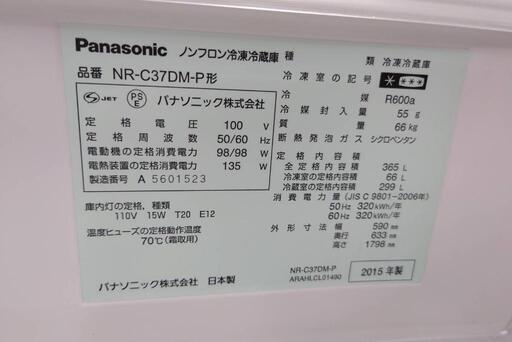 Panasonic ノンフロン冷凍冷蔵庫
品番 NR-C37DM-P形
S JET PS E パナソニック株式会社
定格電圧 100 V
定格周波数 50/60 Hz
電動機の定格消費電力 98/98 W
電熱装置の定格消費電力 135 W
製造番号 A 5601523
庫内灯の定格、種類
110V 15W T20 E12
温度ヒューズの定格動作温度
70℃(霜取用)
パナソニック株式会社 日本製
種類 冷凍冷蔵庫
冷凍室の記号 * ***
冷媒 R600a
冷媒封入量 55 g
質量 66 kg
断熱発泡ガス シクロペンタン
定格内容積
全定格内容積 365 L
冷凍室の定格内容積 66 L
冷蔵室の定格内容積 299 L
消費電力量 (JIS C 9801-2006年)
50Hz 320 kWh/年
60Hz 320 kWh/年
外形寸法 幅 590 mm
奥行 633 mm
高さ 1798 mm
NR-C37DM-P
ARAHLCL01490
2015年製